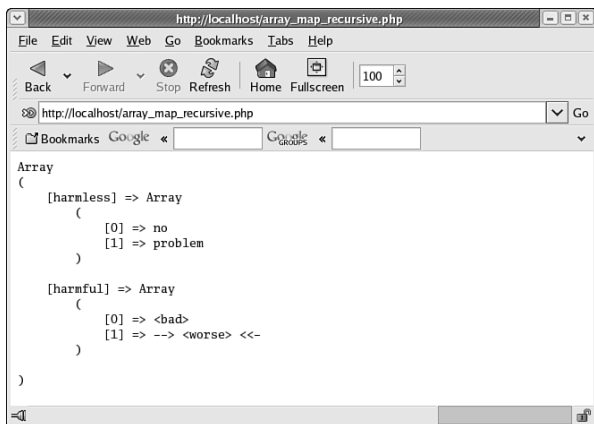 http://localhost/array_map_recursive.php
File Edit View Web Go Bookmarks Tabs Help
Back Forward Stop Refresh Home Fullscreen 100
http://localhost/array_map_recursive.php Go
Bookmarks Google « Google GROUPS «
Array
(
    [harmless] => Array
        (
            [0] => no
            [1] => problem
        )
    [harmful] => Array
        (
            [0] => <bad>
            [1] => --> <worse> <<-
        )
)